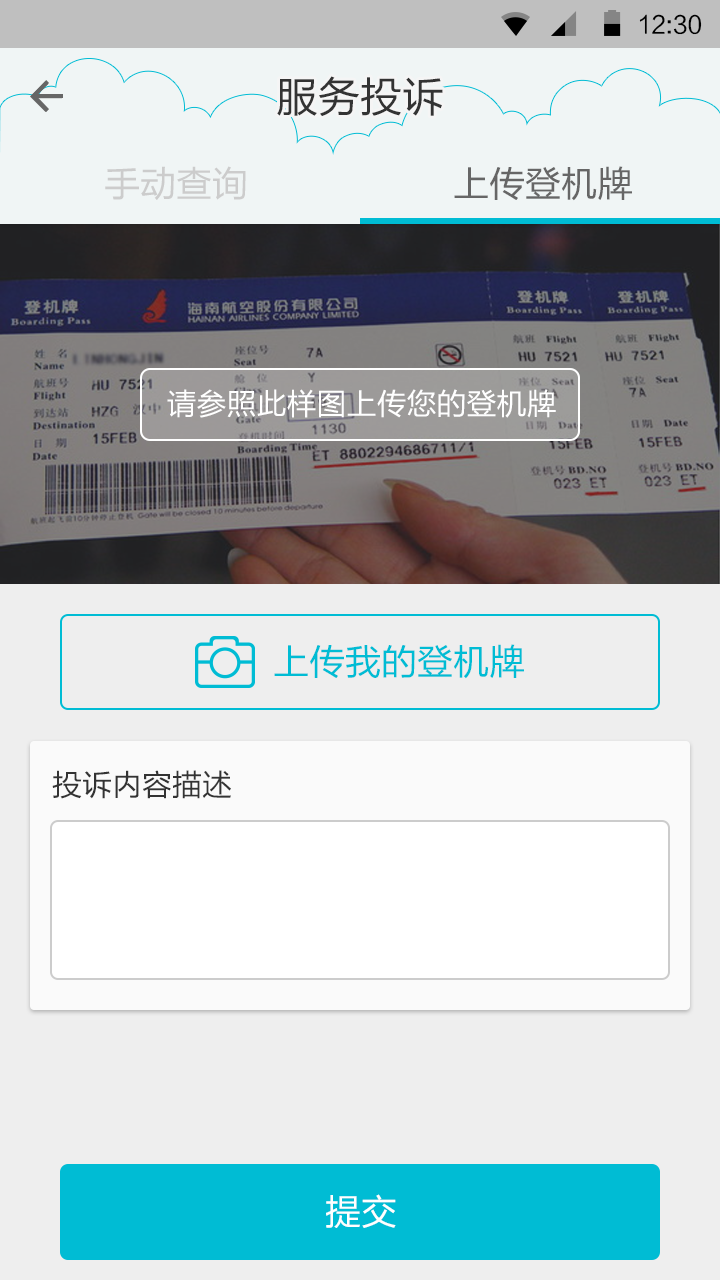 12:30
服务投诉
手动查询
上传登机牌
登机牌
Boarding Pass
海南航空股份有限公司
HAINAN AIRLINES COMPANY LIMITED
登机牌
Boarding Pass
登机牌
Boarding Pass
姓 名
Name
座位号
Seat
7A
航班 Flight
HU 7521
航班 Flight
HU 7521
航班号
Flight
HU 7521
舱 位
Y
座位 Seat
7A
座位 Seat
7A
到达站
Destination
HZG 汉中
Gate
请参照此样图上传您的登机牌
日 期
Date
15FEB
登机时间
Boarding Time
1130
日期 Date
15FEB
日期 Date
15FEB
ET 8802294686711/1
登机号 BD.NO
023 ET
登机号 BD.NO
023 ET
航班起飞前10分钟停止登机 Gate will be closed 10 minutes before departure
上传我的登机牌
投诉内容描述
提交